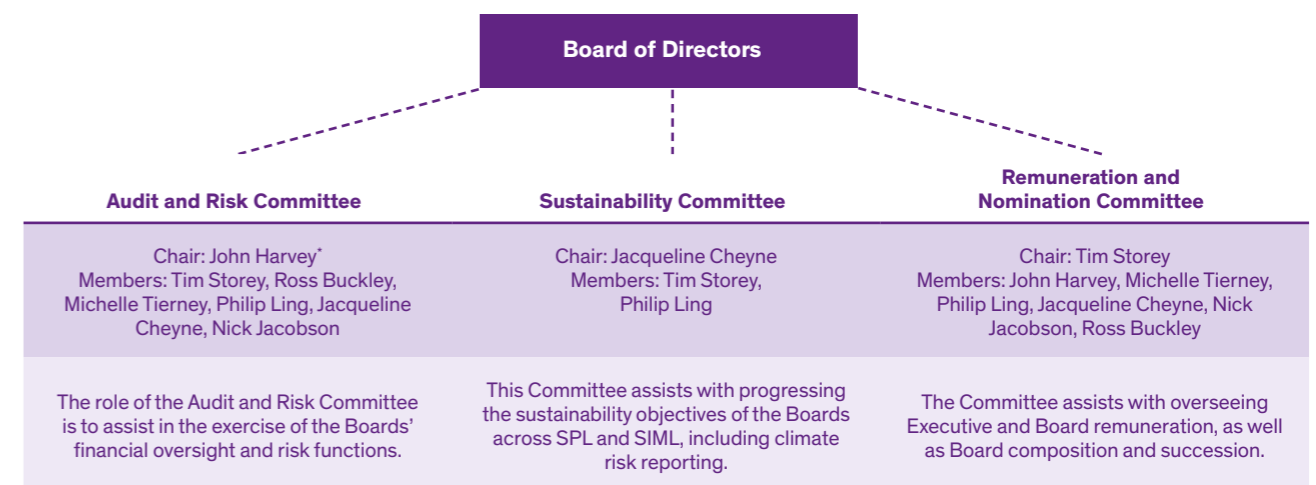 Board of Directors
Audit and Risk Committee
Chair: John Harvey*
Members: Tim Storey, Ross Buckley,
Michelle Tierney, Philip Ling, Jacqueline
Cheyne, Nick Jacobson
The role of the Audit and Risk Committee
is to assist in the exercise of the Boards’
financial oversight and risk functions.
Sustainability Committee
Chair: Jacqueline Cheyne
Members: Tim Storey,
Philip Ling
This Committee assists with progressing
the sustainability objectives of the Boards
across SPL and SIML, including climate
risk reporting.
Remuneration and
Nomination Committee
Chair: Tim Storey
Members: John Harvey, Michelle Tierney,
Philip Ling, Jacqueline Cheyne, Nick
Jacobson, Ross Buckley
The Committee assists with overseeing
Executive and Board remuneration, as well
as Board composition and succession.